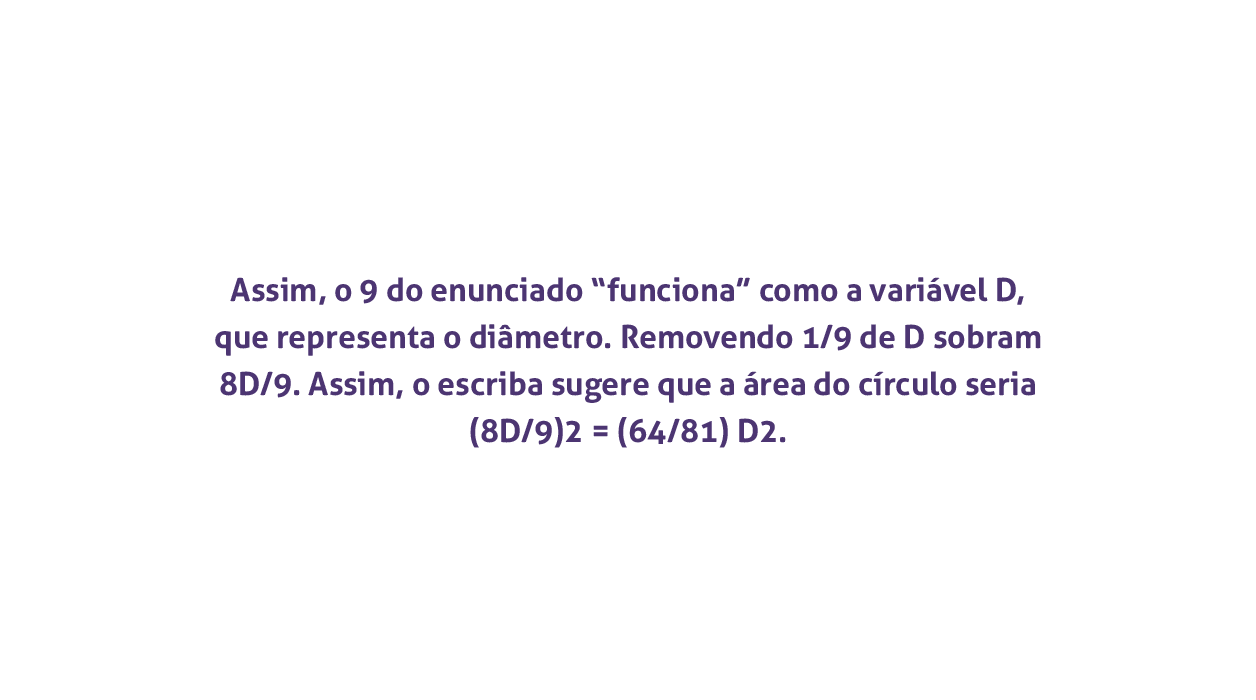 Assim, o 9 do enunciado “funciona” como a variável D,
que representa o diâmetro. Removendo 1/9 de D sobram
8D/9. Assim, o escriba sugere que a área do círculo seria
(8D/9)2 = (64/81) D2.